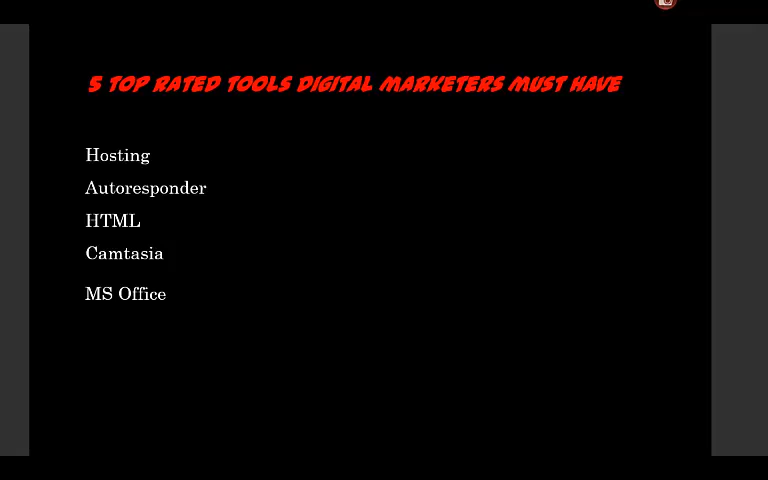 5 TOP RATED TOOLS DIGITAL MARKETERS MUST HAVE
Hosting
Autoresponder
HTML
Camtasia
MS Office